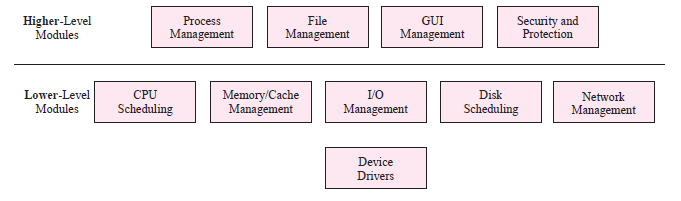 Higher-Level
Modules
Process
Management
File
Management
GUI
Management
Security and
Protection
Lower-Level
Modules
CPU
Scheduling
Memory/Cache
Management
I/O
Management
Disk
Scheduling
Network
Management
Device
Drivers